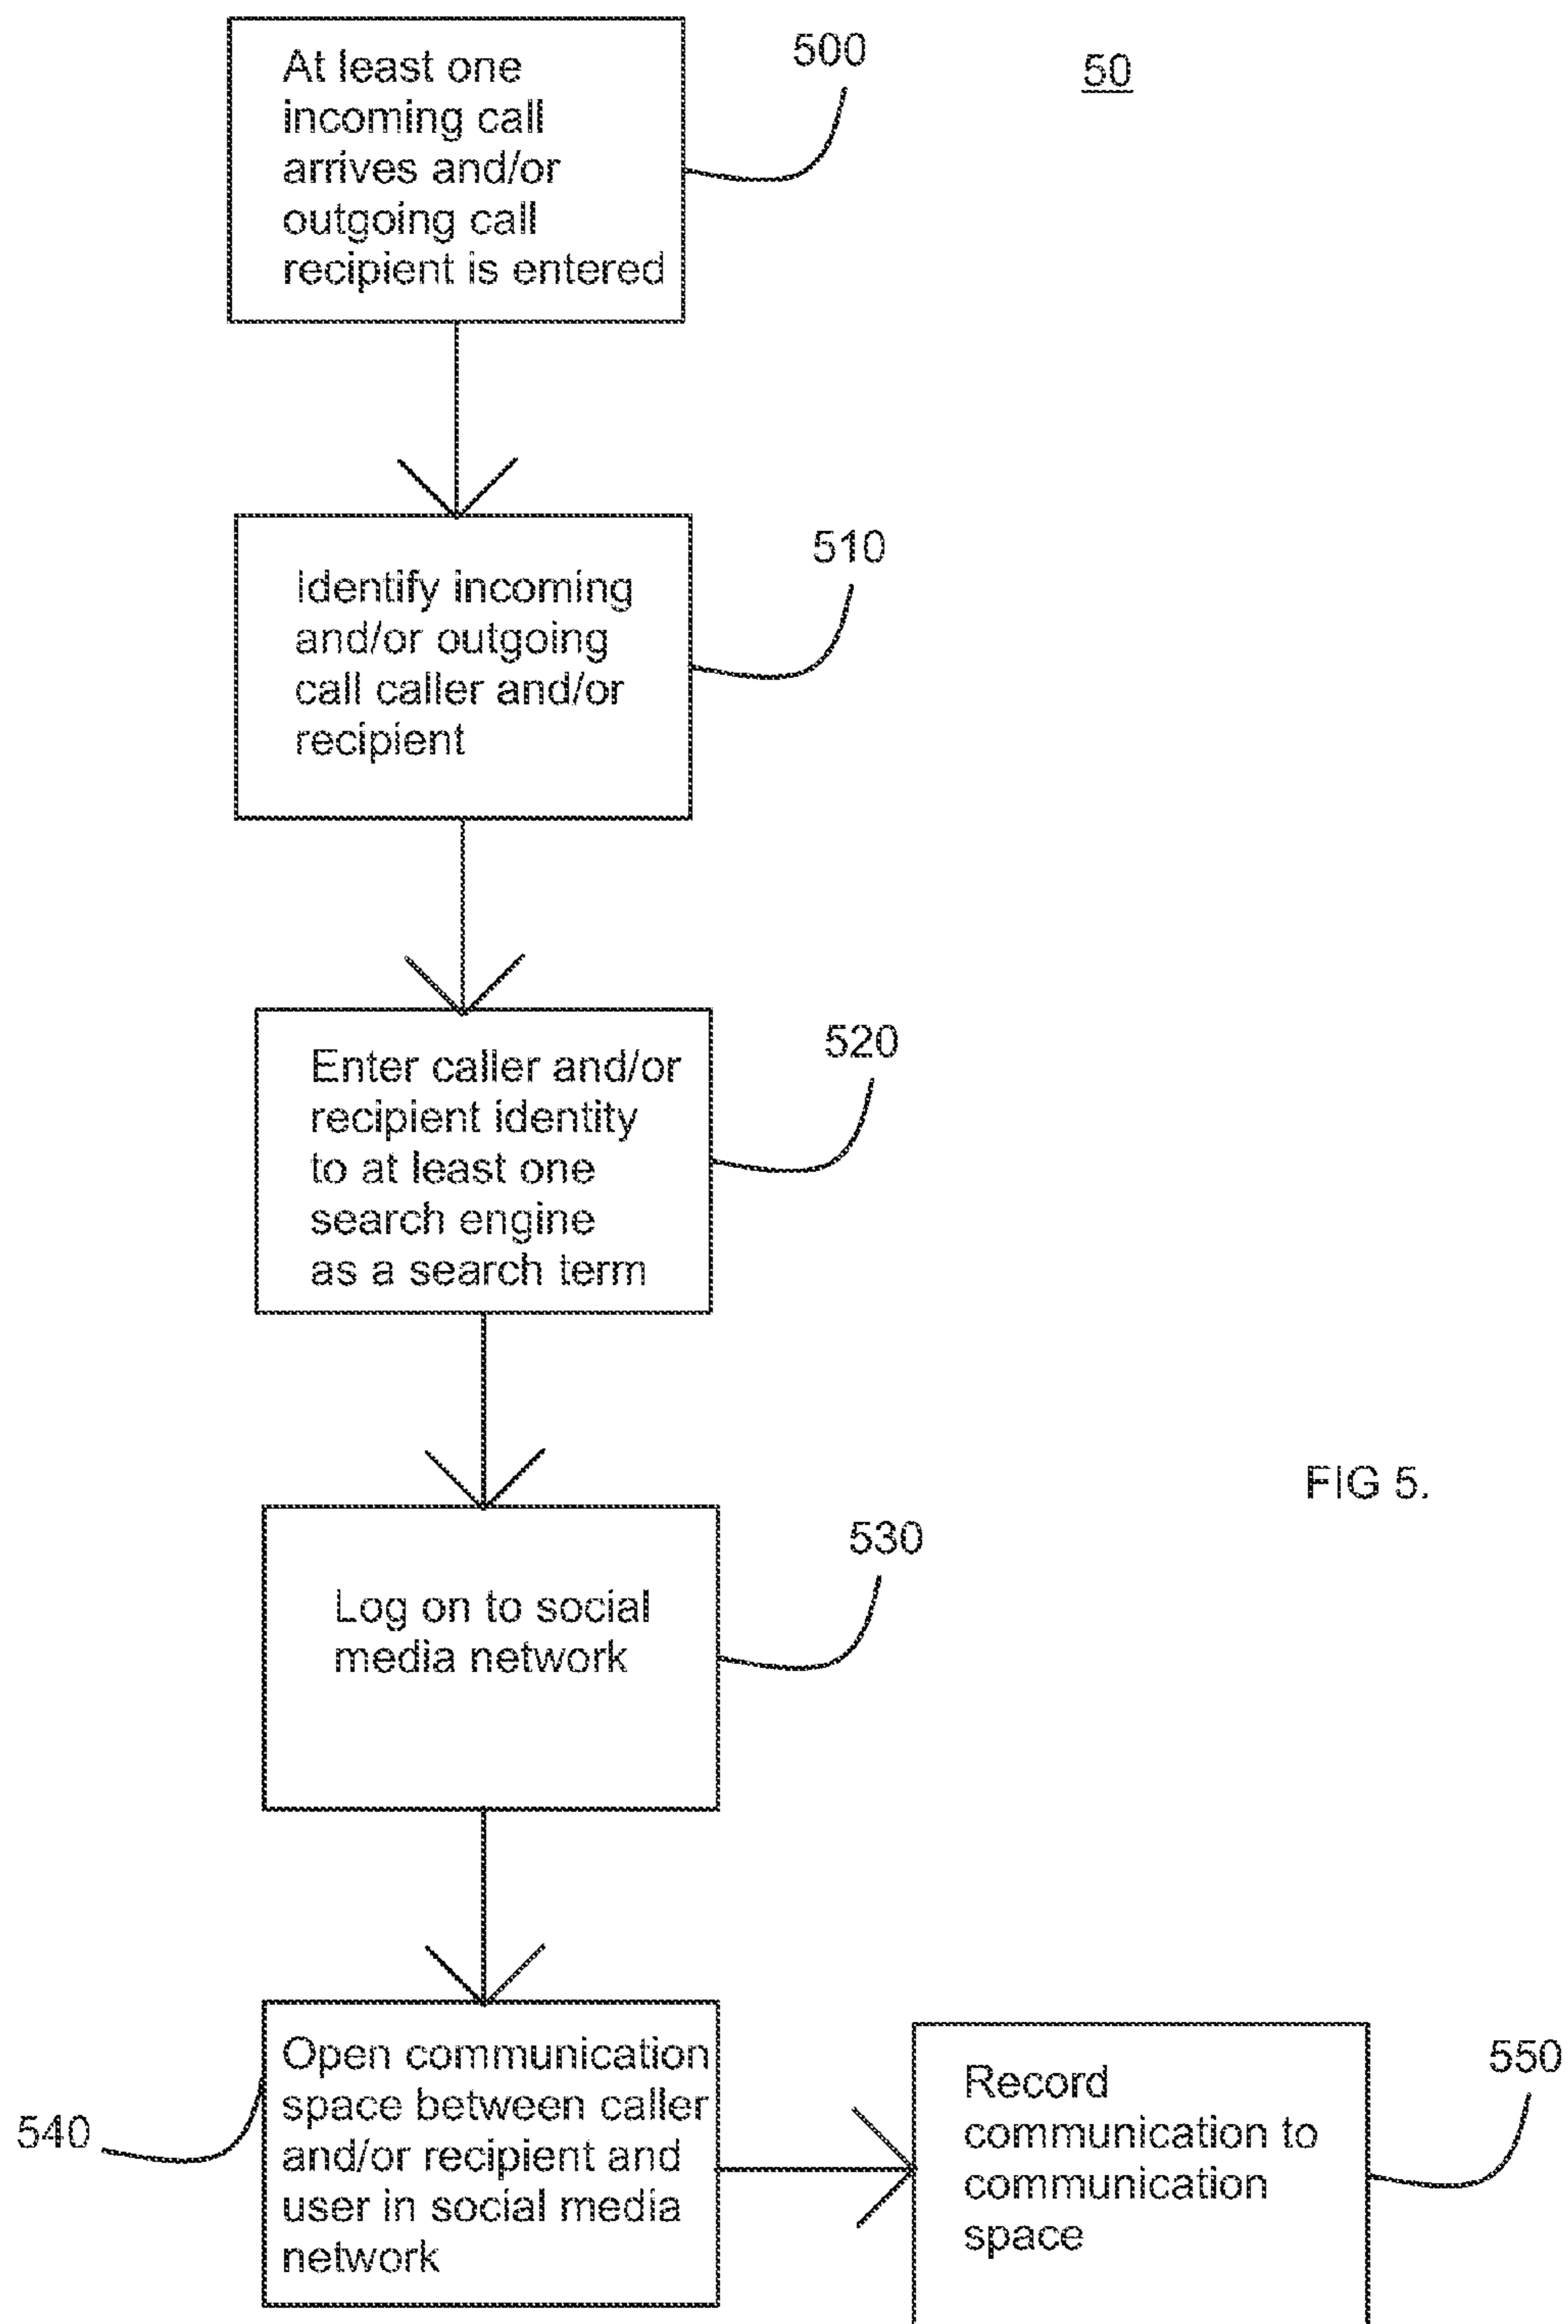 At least one
incoming call
arrives and/or
outgoing call
recipient is entered
500
50
Identify incoming
and/or outgoing
call caller and/or
recipient
510
Enter caller and/or
recipient identity
to at least one
search engine
as a search term
520
FIG 5.
Log on to social
media network
530
Open communication
space between caller
and/or recipient and
user in social media
network
540
Record
communication to
communication
space
550